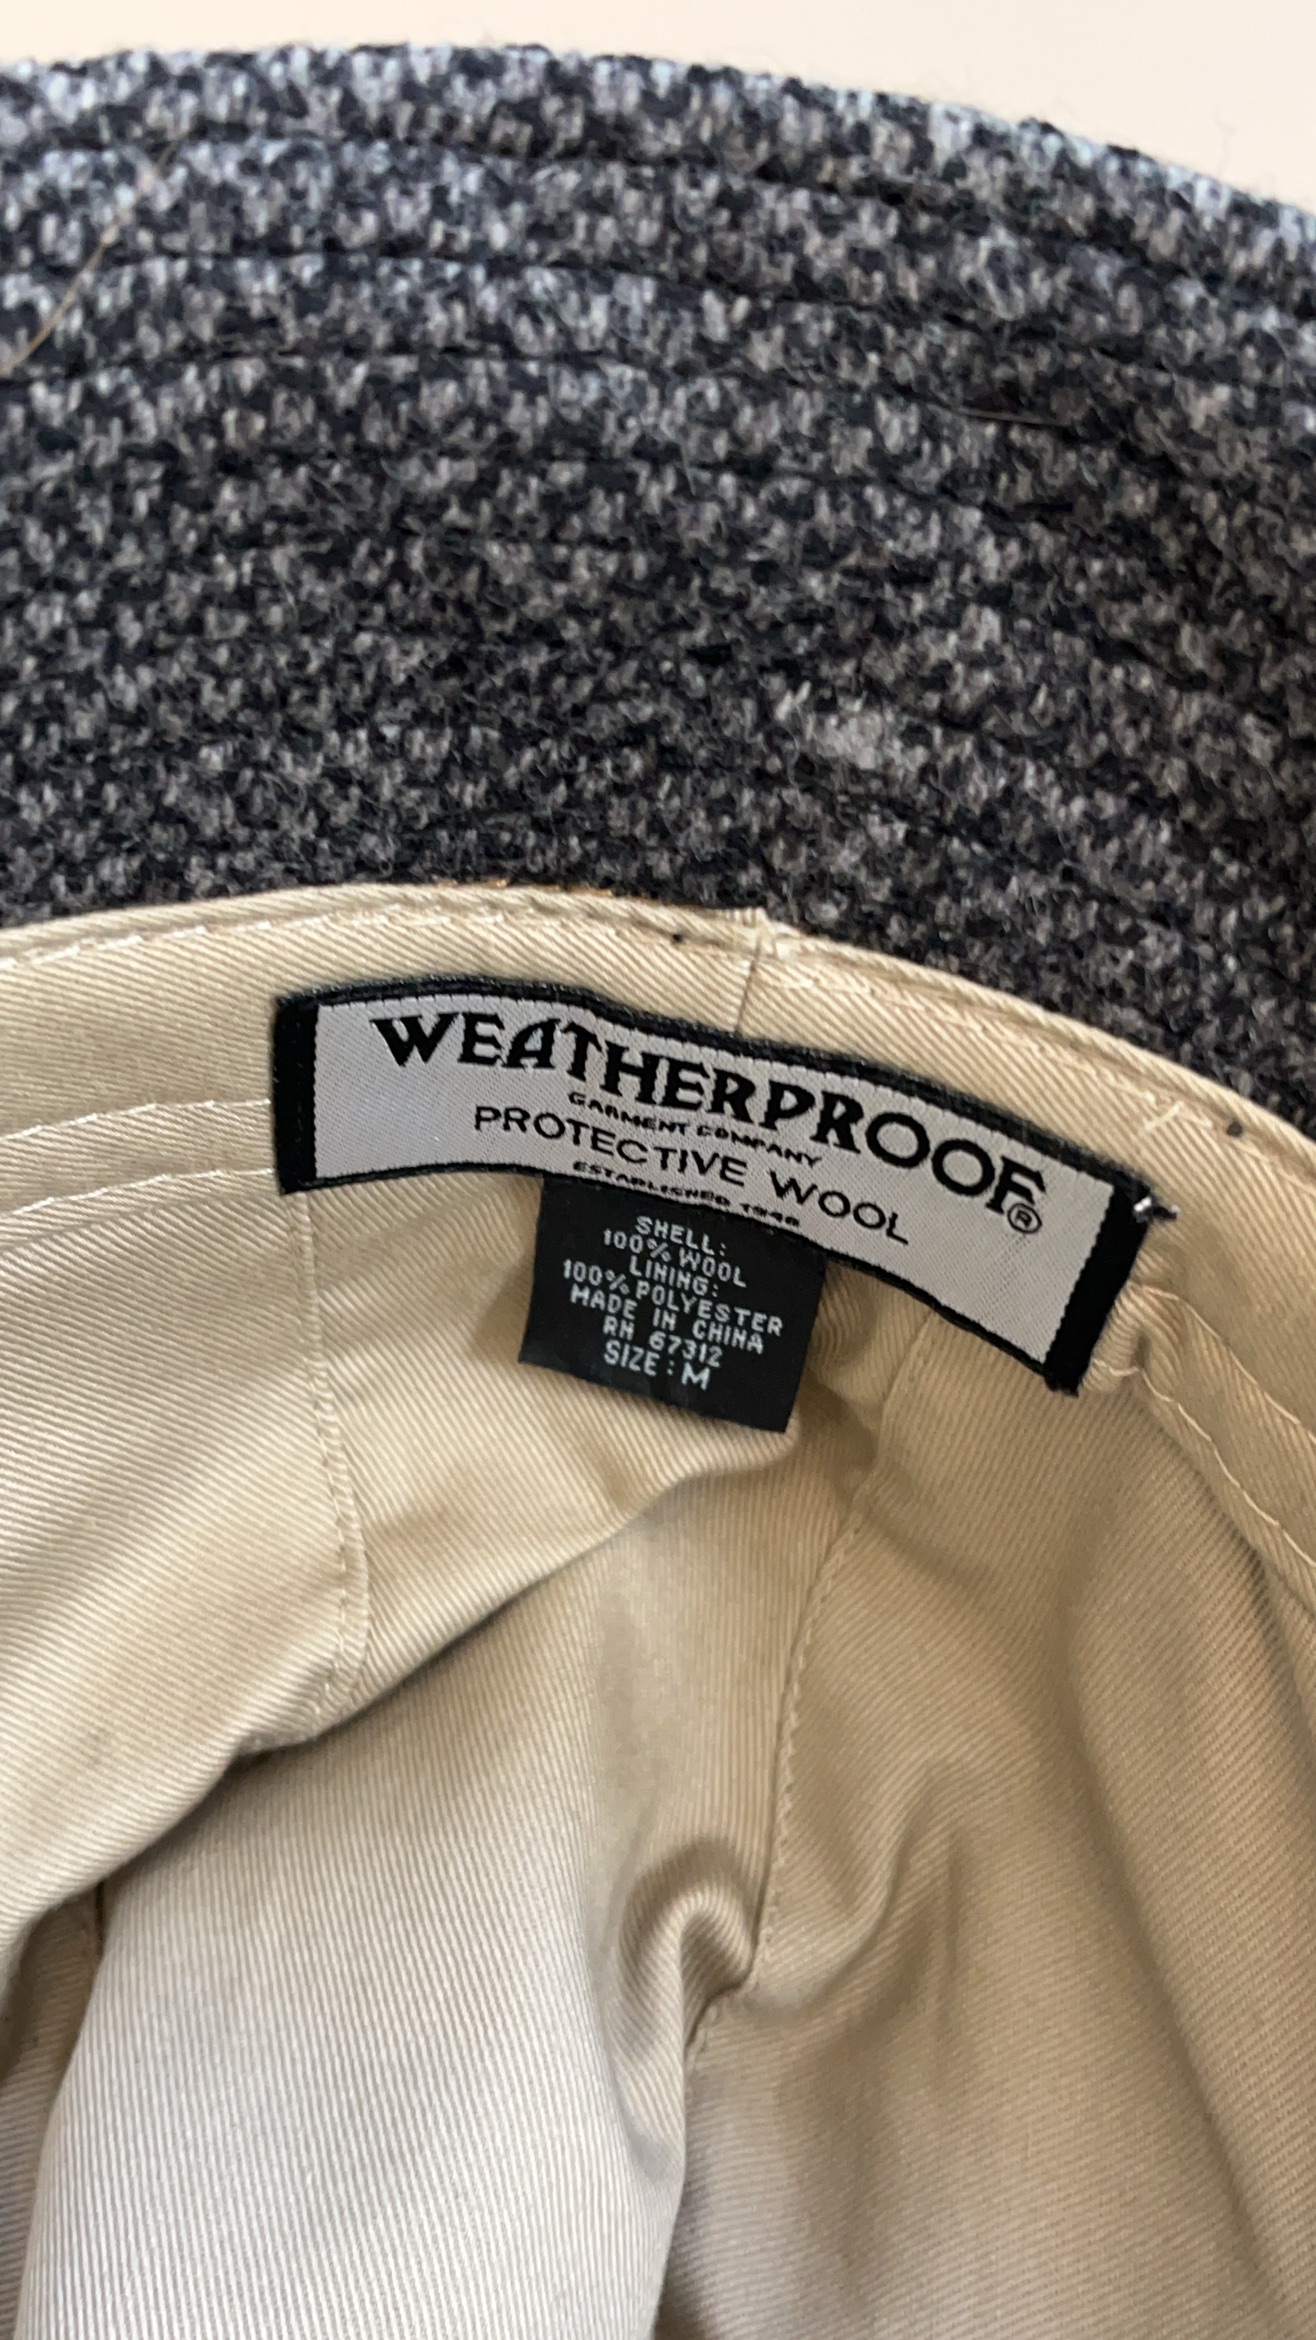 WEATHERPROOF®
GARMENT COMPANY
PROTECTIVE WOOL
ESTABLISHED 1948
SHELL:
100% WOOL
LINING:
100% POLYESTER
MADE IN CHINA
RN 67312
SIZE: M